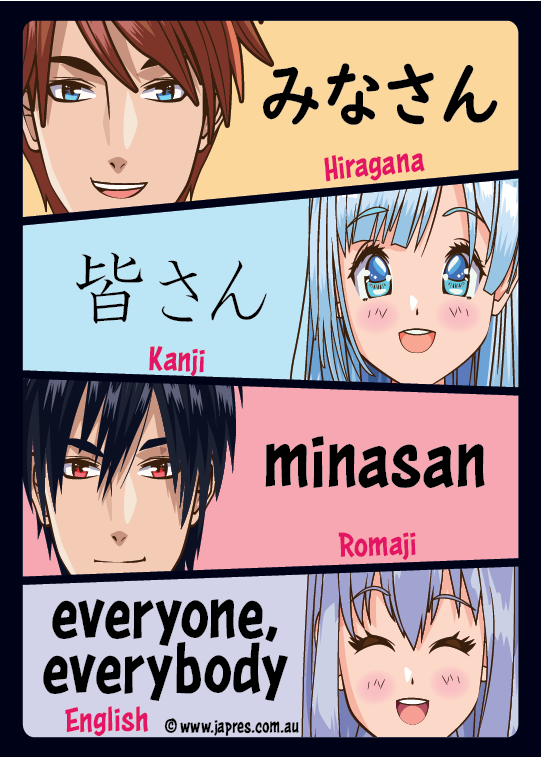 みなさん
Hiragana
皆さん
Kanji
minasan
Romaji
everyone,
everybody
English © www.japres.com.au